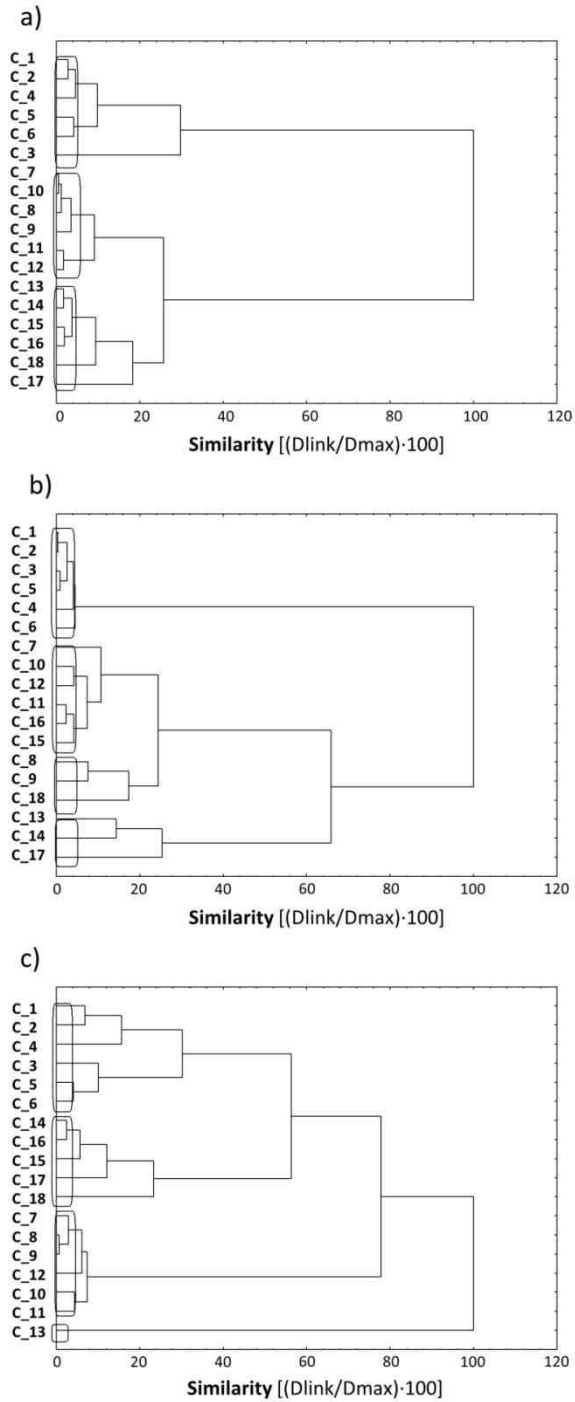 a)
C_1
C_2
C_4
C_5
C_6
C_3
C_7
C_10
C_8
C_9
C_11
C_12
C_13
C_14
C_15
C_16
C_18
C_17
0 20 40 60 80 100 120
Similarity [(Dlink/Dmax)·100]
b)
C_1
C_2
C_3
C_5
C_4
C_6
C_7
C_10
C_12
C_11
C_16
C_15
C_8
C_9
C_18
C_13
C_14
C_17
0 20 40 60 80 100 120
Similarity [(Dlink/Dmax)·100]
c)
C_1
C_2
C_4
C_3
C_5
C_6
C_14
C_16
C_15
C_17
C_18
C_7
C_8
C_9
C_12
C_10
C_11
C_13
0 20 40 60 80 100 120
Similarity [(Dlink/Dmax)·100]